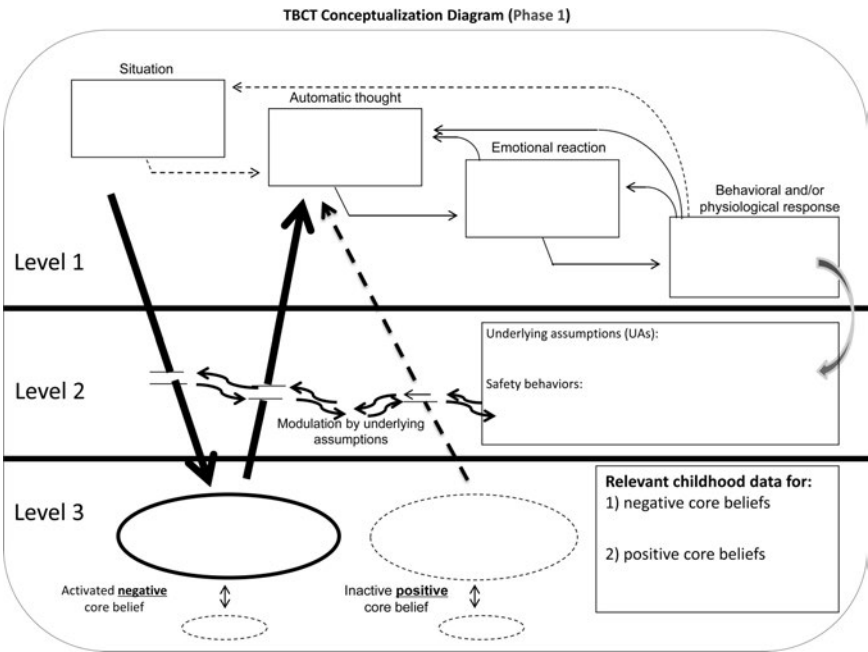 TBCT Conceptualization Diagram (Phase 1)
Situation
Automatic thought
Emotional reaction
Behavioral and/or
physiological response
Level 1
Underlying assumptions (UAs):
Level 2
Safety behaviors:
Modulation by underlying
assumptions
Relevant childhood data for:
1) negative core beliefs
Level 3
2) positive core beliefs
Activated negative
core belief
Inactive positive
core belief